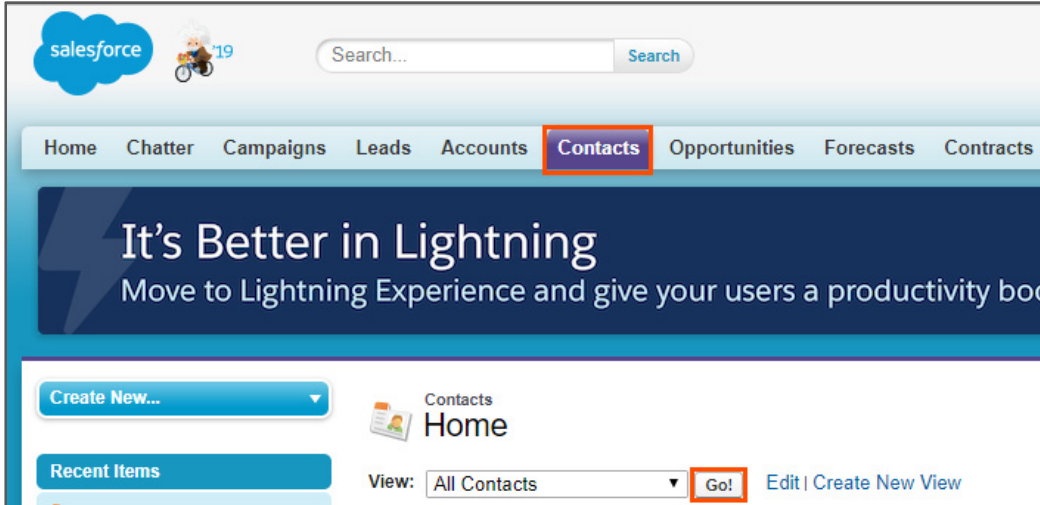 salesforce '19 Search... Search
Home Chatter Campaigns Leads Accounts Contacts Opportunities Forecasts Contracts
It's Better in Lightning
Move to Lightning Experience and give your users a productivity
Create New...
Contacts
Home
Recent Items
View: All Contacts Go! Edit | Create New View